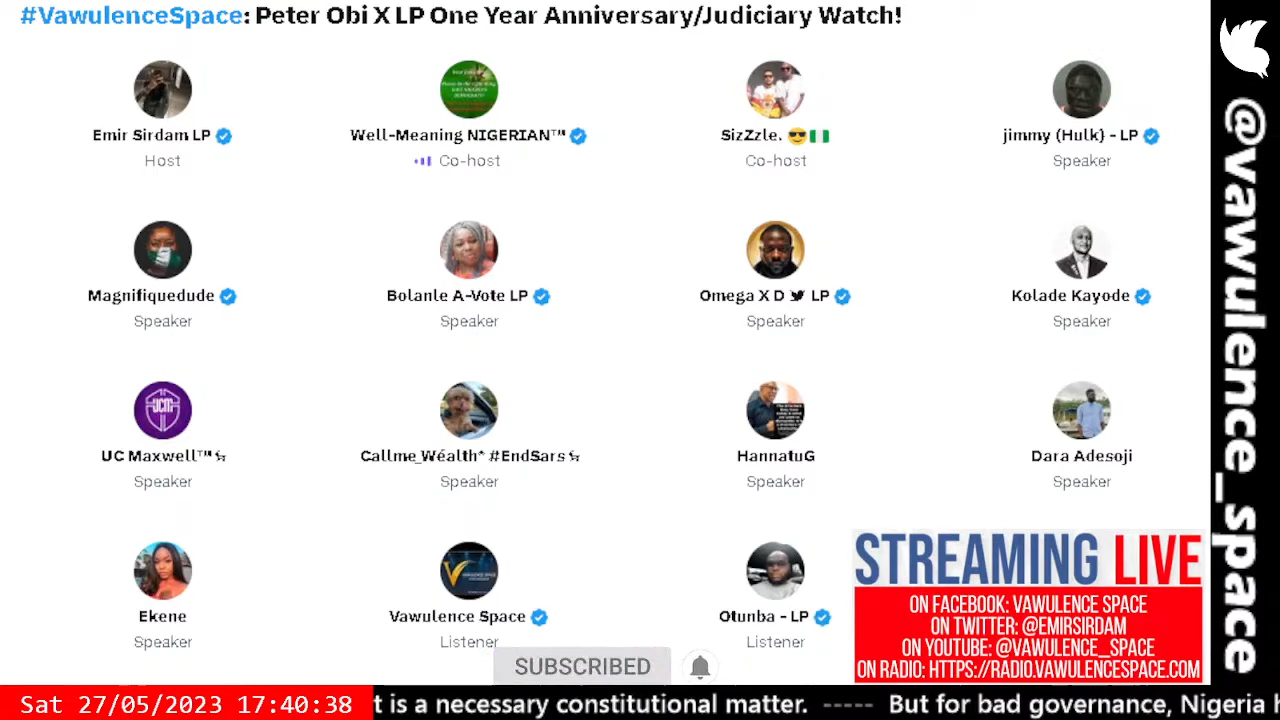 #VawulenceSpace: Peter Obi X LP One Year Anniversary/Judiciary Watch!
Emir Sirdam LP
Host
Well-Meaning NIGERIAN™
Co-host
SizZzle. 😎🇳🇬
Co-host
jimmy (Hulk) - LP
Speaker
Magnifiquedude
Speaker
Bolanle A-Vote LP
Speaker
Omega X D LP
Speaker
Kolade Kayode
Speaker
UC Maxwell™
Speaker
Callme_Wéalth* #EndSars
Speaker
HannatuG
Speaker
Dara Adesoji
Speaker
Ekene
Speaker
Vawulence Space
Listener
Otunba - LP
Listener
STREAMING LIVE
ON FACEBOOK: VAWULENCE SPACE
ON TWITTER: @EMIRSIRDAM
ON YOUTUBE: @VAWULENCE_SPACE
ON RADIO: HTTPS://RADIO.VAWULENCESPACE.COM
SUBSCRIBED
@vawulence_space
Sat 27/05/2023 17:40:38
t is a necessary constitutional matter. ----- But for bad governance, Nigeria